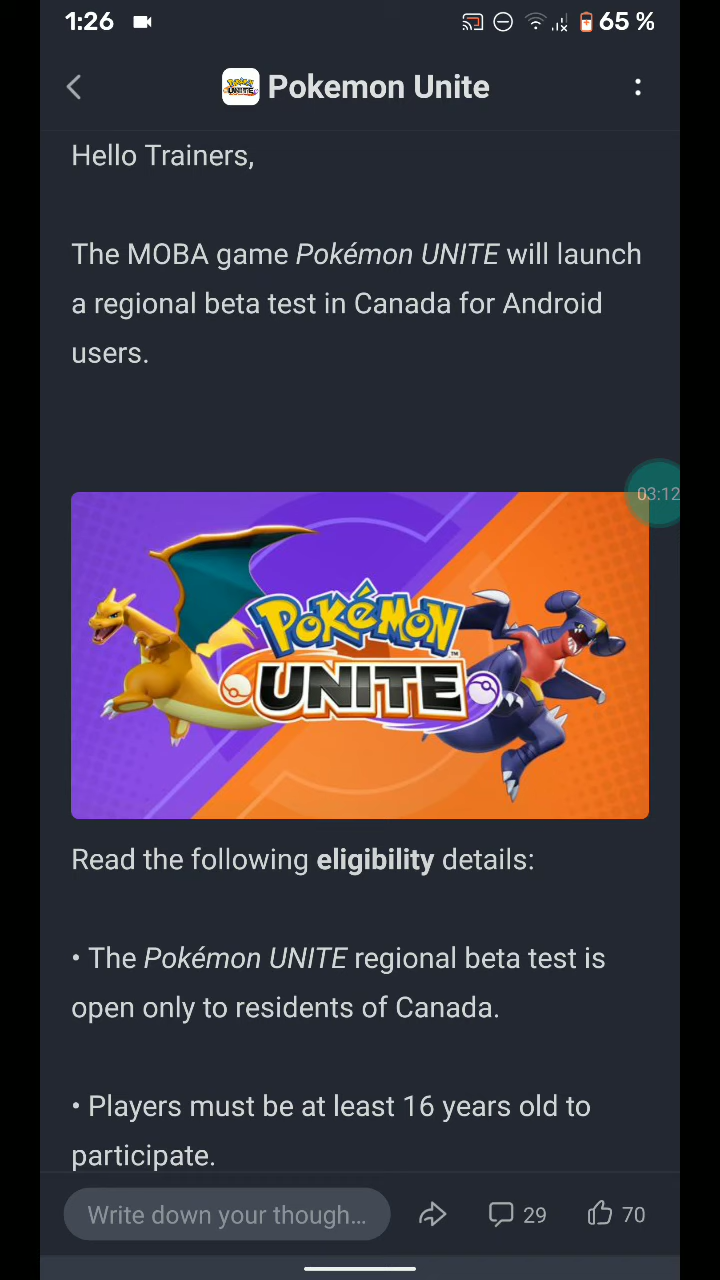 1:26
65 %
Pokemon Unite
Hello Trainers,
The MOBA game Pokémon UNITE will launch
a regional beta test in Canada for Android
users.
03:12
POKéMON
UNITE
Read the following eligibility details:
• The Pokémon UNITE regional beta test is
open only to residents of Canada.
• Players must be at least 16 years old to
participate.
Write down your though...
29
70